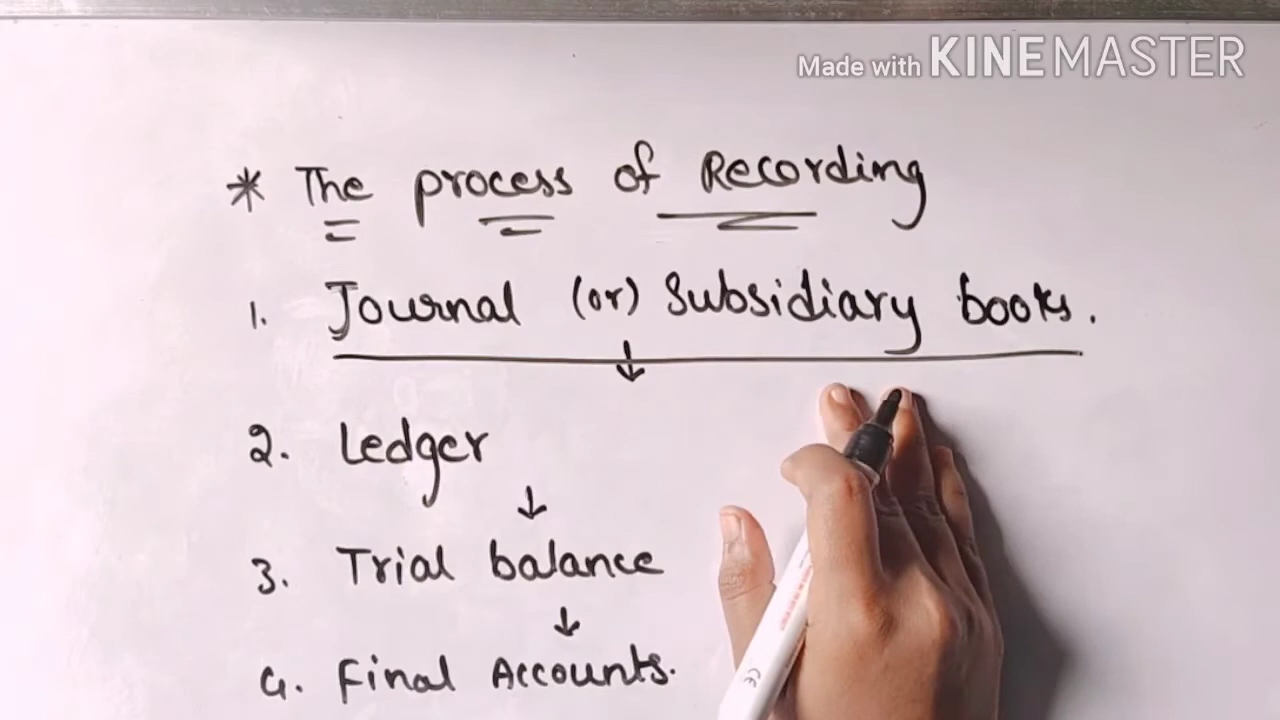 Made with KINEMASTER
* The process of Recording
1. Journal (or) Subsidiary books.
↓
2. Ledger
↓
3. Trial balance
↓
4. Final Accounts.
CE